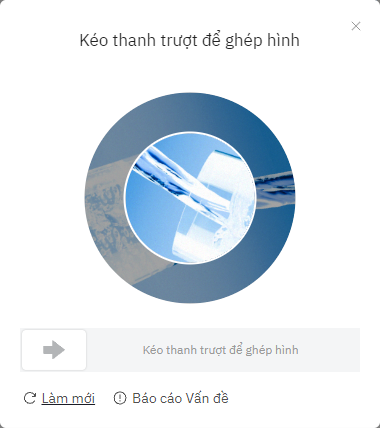 Kéo thanh trượt để ghép hình
Kéo thanh trượt để ghép hình
Làm mới
Báo cáo Vấn đề